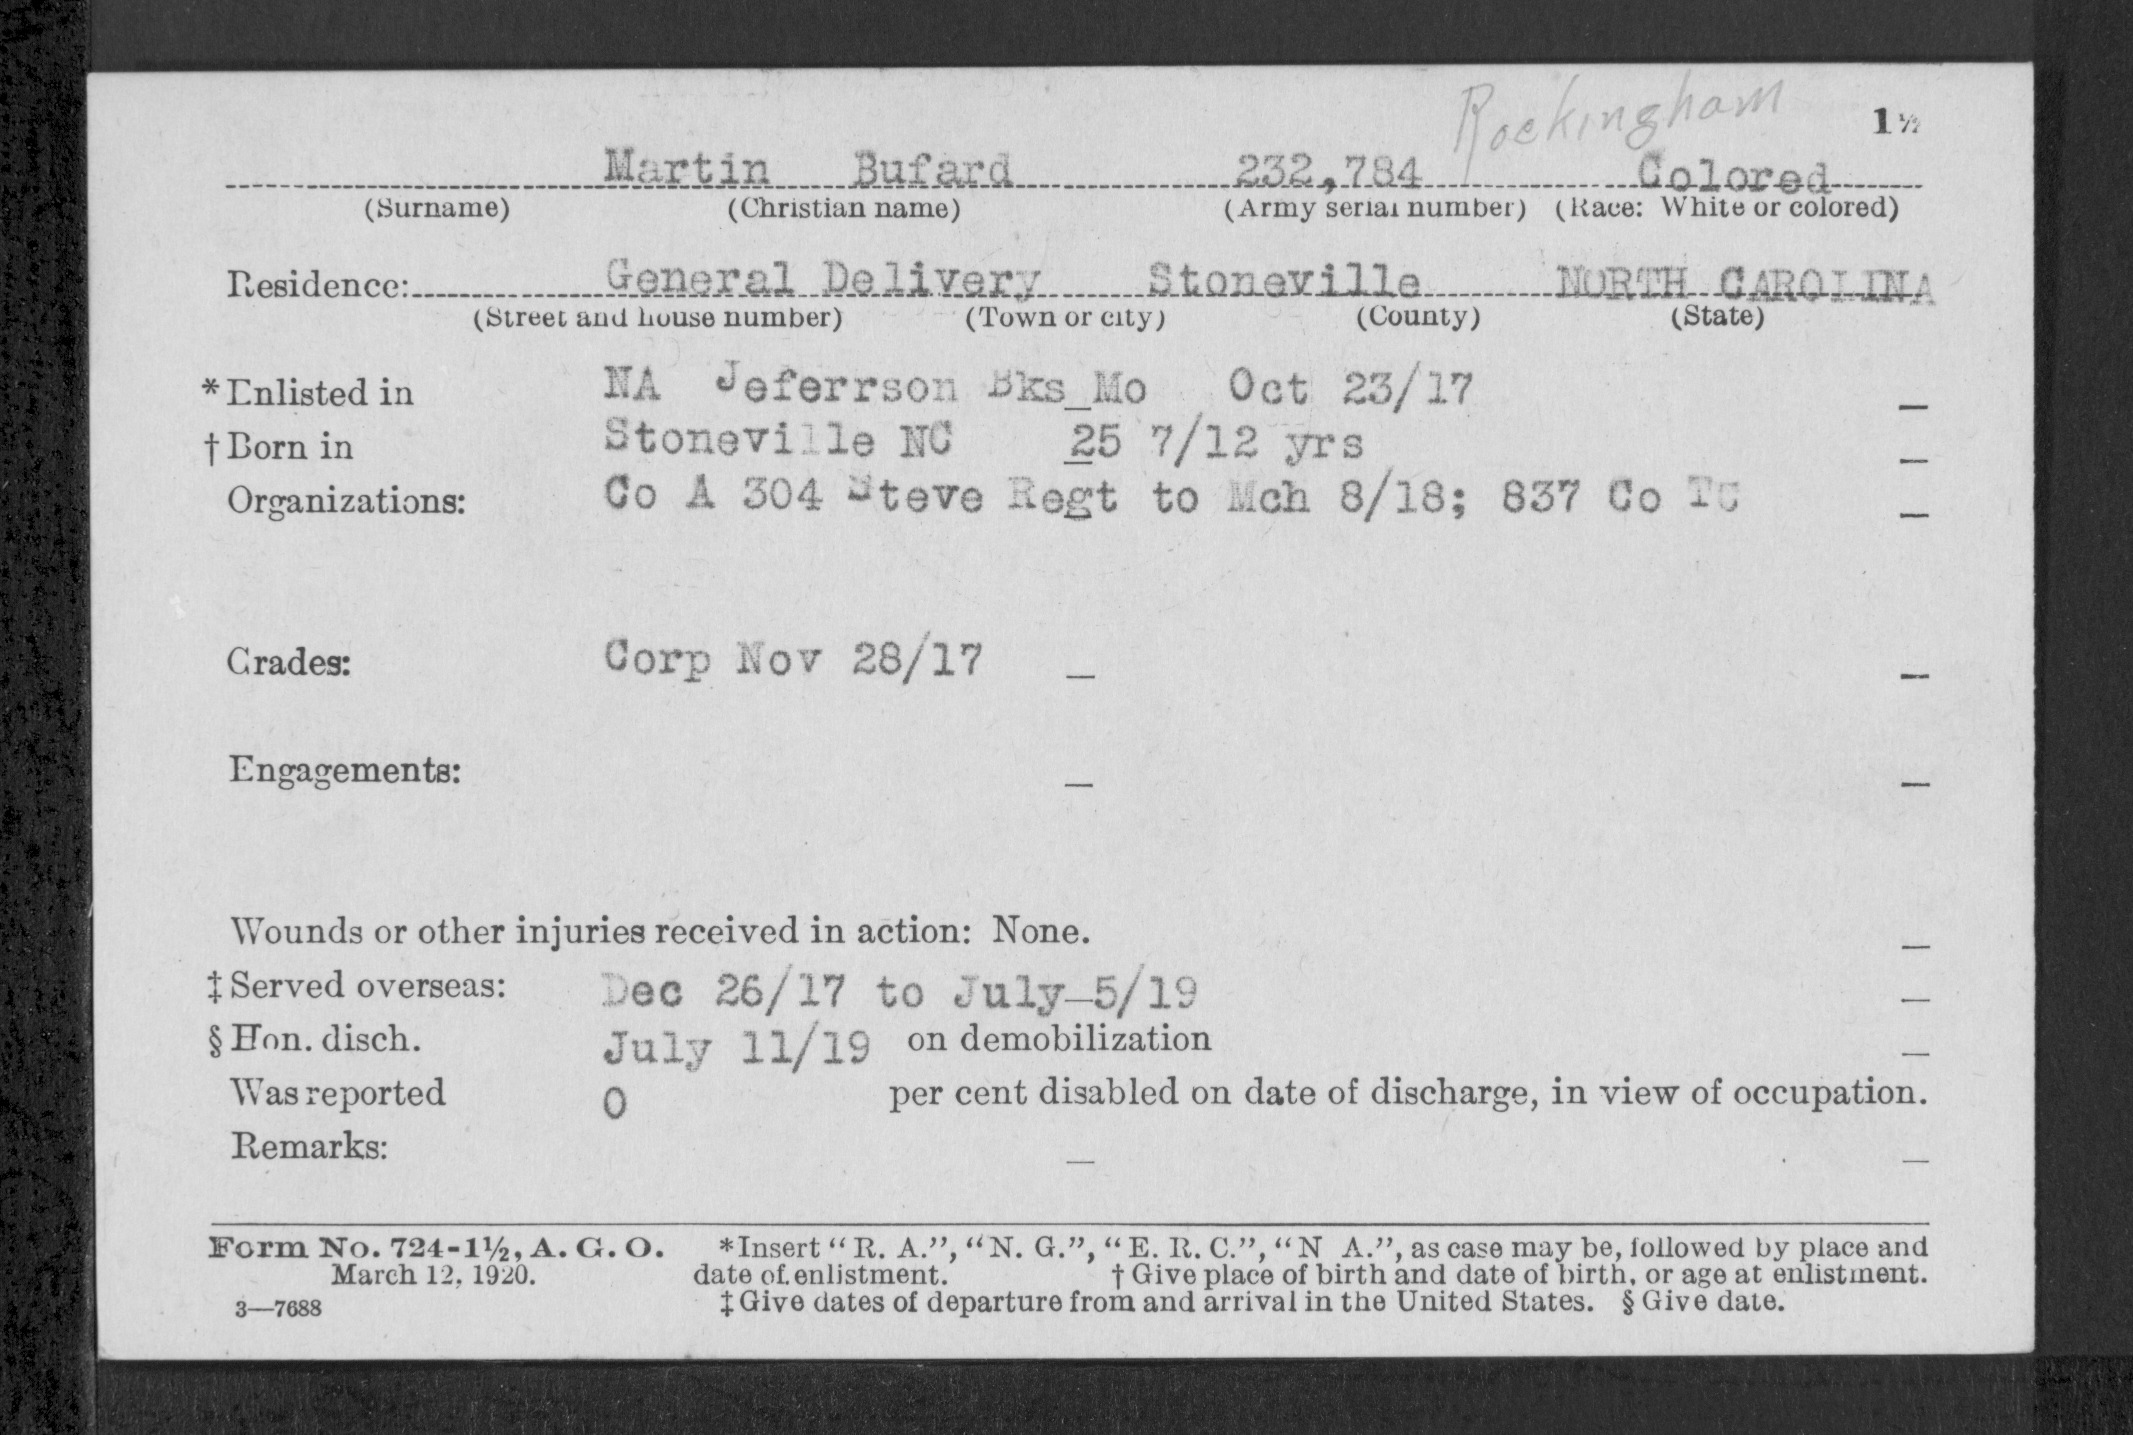 Rockingham
1 ½
Martin Bufard 232,784 Colored
(Surname) (Christian name) (Army serial number) (Race: White or colored)
Residence: General Delivery Stoneville NORTH CAROLINA
(Street and house number) (Town or city) (County) (State)
*Enlisted in NA Jeferrson Bks Mo Oct 23/17 —
†Born in Stoneville NC 25 7/12 yrs —
Organizations: Co A 304 Steve Regt to Mch 8/18; 837 Co TC —
Grades: Corp Nov 28/17 — —
Engagements: — —
Wounds or other injuries received in action: None. —
‡Served overseas: Dec 26/17 to July 5/19 —
§Hon. disch. July 11/19 on demobilization —
Was reported 0 per cent disabled on date of discharge, in view of occupation.
Remarks: — —
Form No. 724-1½, A. G. O. *Insert “R. A.”, “N. G.”, “E. R. C.”, “N A.”, as case may be, followed by place and
March 12, 1920. date of enlistment. †Give place of birth and date of birth, or age at enlistment.
3—7688 ‡Give dates of departure from and arrival in the United States. §Give date.